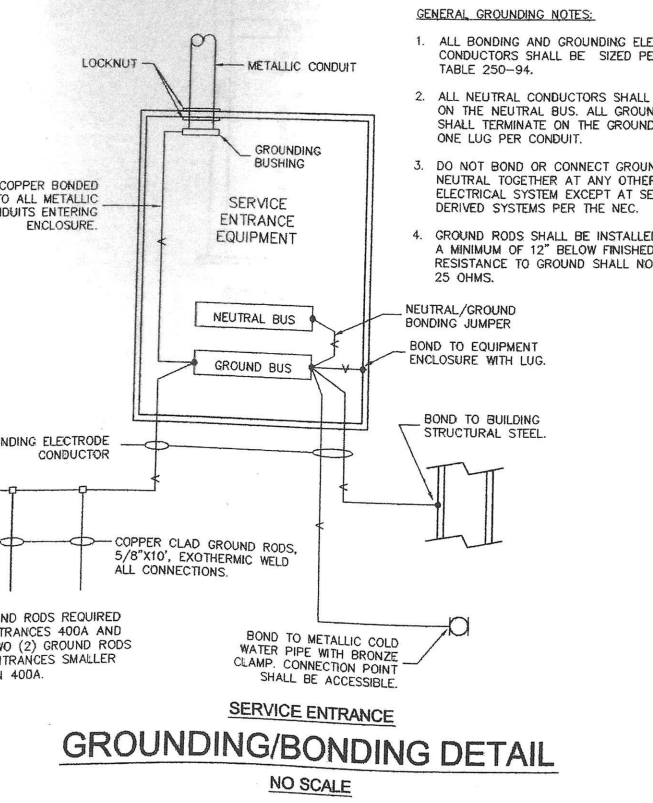 GENERAL GROUNDING NOTES:
1. ALL BONDING AND GROUNDING ELE
CONDUCTORS SHALL BE SIZED PE
TABLE 250-94.
2. ALL NEUTRAL CONDUCTORS SHALL
ON THE NEUTRAL BUS. ALL GROUN
SHALL TERMINATE ON THE GROUND
ONE LUG PER CONDUIT.
3. DO NOT BOND OR CONNECT GROUN
NEUTRAL TOGETHER AT ANY OTHER
ELECTRICAL SYSTEM EXCEPT AT SE
DERIVED SYSTEMS PER THE NEC.
4. GROUND RODS SHALL BE INSTALLE
A MINIMUM OF 12" BELOW FINISHED
RESISTANCE TO GROUND SHALL NO
25 OHMS.
LOCKNUT
METALLIC CONDUIT
GROUNDING
BUSHING
COPPER BONDED
TO ALL METALLIC
NDUITS ENTERING
ENCLOSURE.
SERVICE
ENTRANCE
EQUIPMENT
NEUTRAL BUS
GROUND BUS
NEUTRAL/GROUND
BONDING JUMPER
BOND TO EQUIPMENT
ENCLOSURE WITH LUG.
NDING ELECTRODE
CONDUCTOR
BOND TO BUILDING
STRUCTURAL STEEL.
COPPER CLAD GROUND RODS,
5/8"X10', EXOTHERMIC WELD
ALL CONNECTIONS.
ND RODS REQUIRED
TRANCES 400A AND
WO (2) GROUND RODS
TRANCES SMALLER
N 400A.
BOND TO METALLIC COLD
WATER PIPE WITH BRONZE
CLAMP. CONNECTION POINT
SHALL BE ACCESSIBLE.
SERVICE ENTRANCE
GROUNDING/BONDING DETAIL
NO SCALE